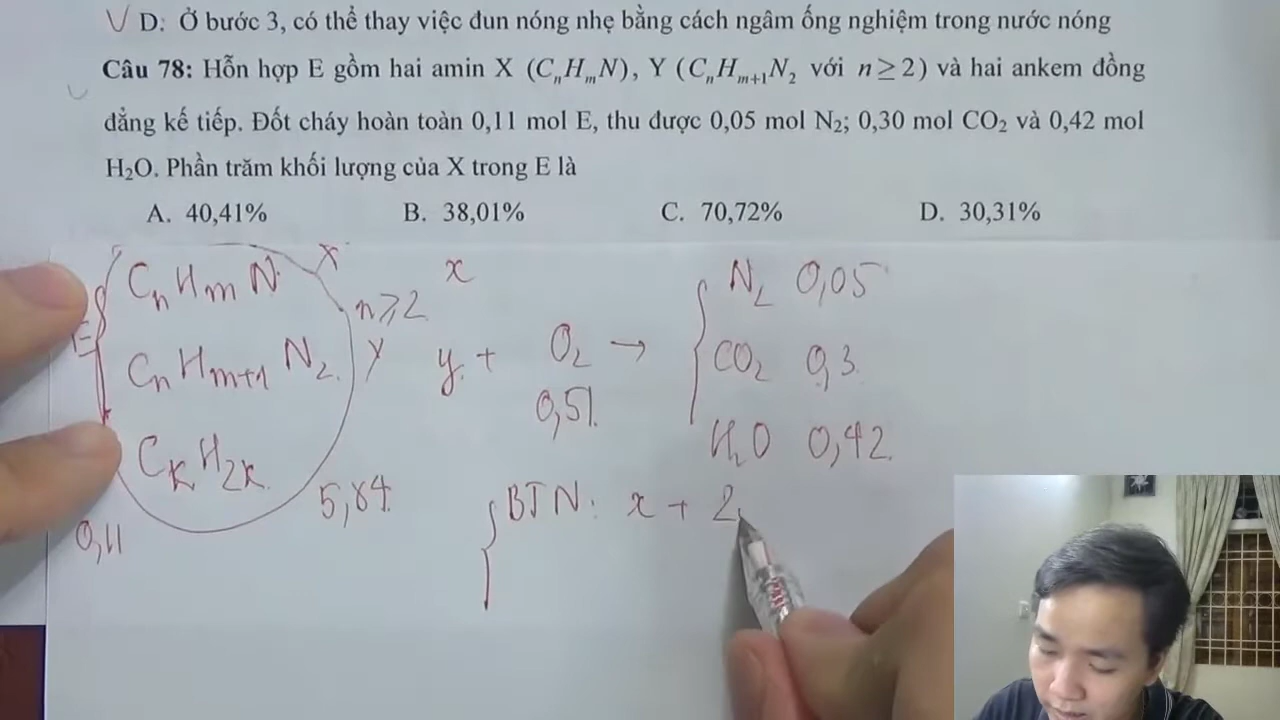 D. Ở bước 3, có thể thay việc đun nóng nhẹ bằng cách ngâm ống nghiệm trong nước nóng
Câu 78: Hỗn hợp E gồm hai amin X (CₙHₘN), Y (CₙHₘ₊₁N₂ với n ≥ 2) và hai ankem đồng
đẳng kế tiếp. Đốt cháy hoàn toàn 0,11 mol E, thu được 0,05 mol N₂; 0,30 mol CO₂ và 0,42 mol
H₂O. Phần trăm khối lượng của X trong E là
A. 40,41% B. 38,01% C. 70,72% D. 30,31%
CₙHₘN X x N₂ 0,05
n ≥ 2
CₙHₘ₊₁N₂ Y y + O₂ → CO₂ 0,3
0,51
CₖH₂ₖ H₂O 0,42
5,84
0,11 BTN: x + 2